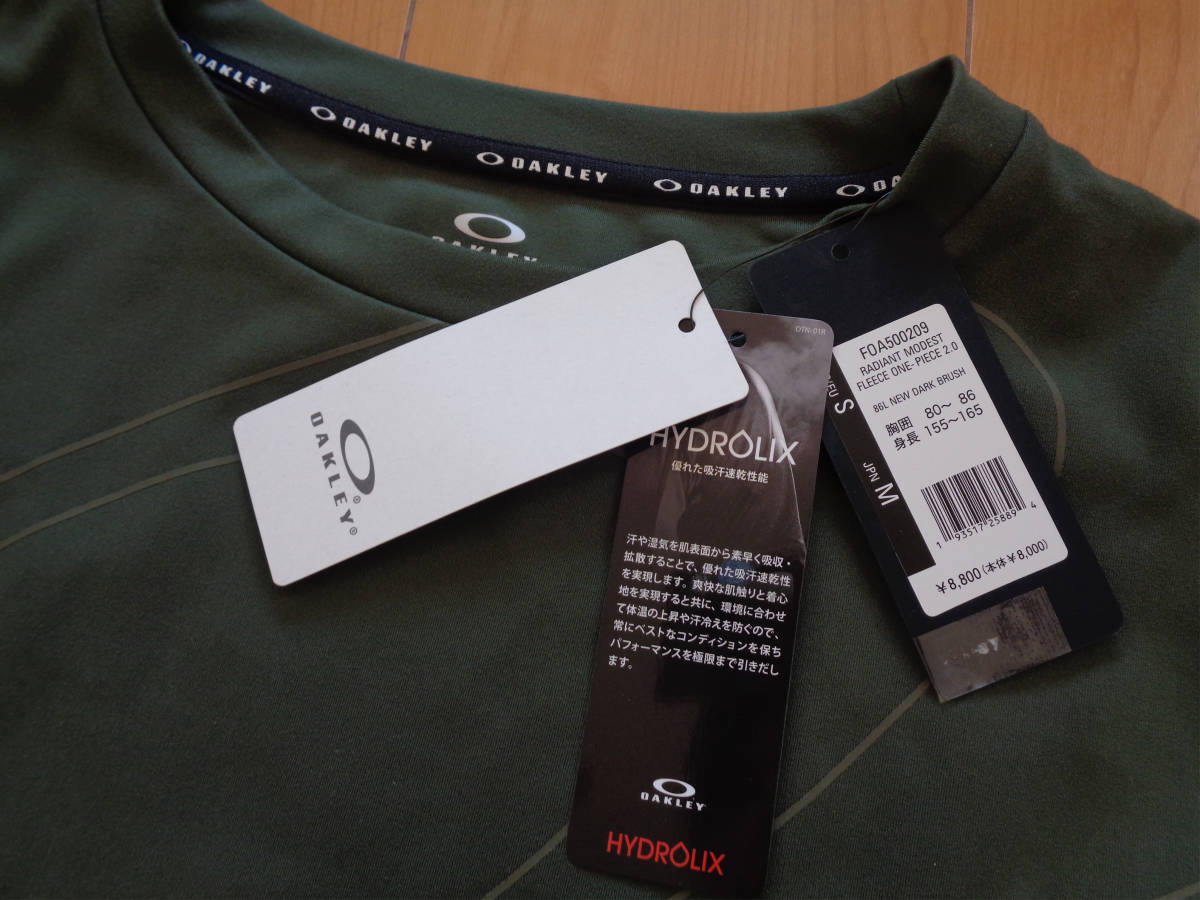 OAKLEY
OAKLEY
OAKLEY
OAKLEY
OAKLEY
OAKLEY®
DTN-01R
HYDROLIX
優れた吸汗速乾性能
汗や湿気を肌表面から素早く吸収・
拡散することで、優れた吸汗速乾性
を実現します。爽快な肌触りと着心
地を実現すると共に、環境に合わせ
て体温の上昇や汗冷えを防ぐので、
常にベストなコンディションを保ち
パフォーマンスを極限まで引きだし
ます。
OAKLEY
HYDROLIX
FOA500209
RADIANT MODEST
FLEECE ONE-PIECE 2.0
86L NEW DARK BRUSH
胸囲 80～ 86
身長 155～165
S
JPN M
1 93517 25889 4
¥8,800(本体¥8,000)